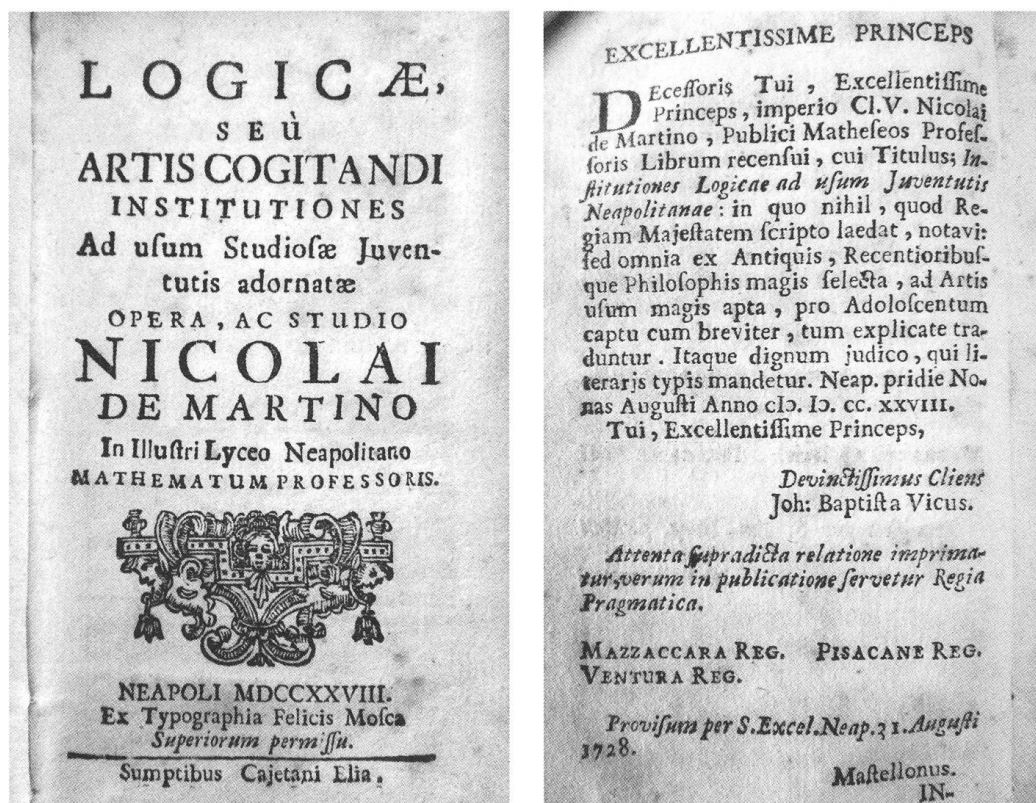 LOGICÆ,
SEÙ
ARTIS COGITANDI
INSTITUTIONES
Ad uſum Studioſæ Juven-
tutis adornatæ
OPERA, AC STUDIO
NICOLAI
DE MARTINO
In Illuſtri Lyceo Neapolitano
MATHEMATUM PROFESSORIS.
NEAPOLI MDCCXXVIII.
Ex Typographia Felicis Moſca
Superiorum permiſſu.
Sumptibus Cajetani Elia.
EXCELLENTISSIME PRINCEPS
DEceſſoris Tui, Excellentiſſime
Princeps, imperio Cl.V. Nicolai
de Martino, Publici Matheſeos Profeſ-
ſoris Librum recenſui, cui Titulus; In-
ſtitutiones Logicae ad uſum Juventutis
Neapolitanae: in quo nihil, quod Re-
giam Majeſtatem ſcripto laedat, notavi:
ſed omnia ex Antiquis, Recentioribuſ-
que Philoſophis magis ſelecta, ad Artis
uſum magis apta, pro Adoloſcentum
captu cum breviter, tum explicate tra-
duntur. Itaque dignum judico, qui li-
terarjs typis mandetur. Neap. pridie No-
nas Auguſti Anno cIↃ. IↃ. cc. xxviii.
Tui, Excellentiſſime Princeps,
Devinctiſſimus Cliens
Joh: Baptiſta Vicus.
Attenta ſupradicta relatione imprima-
tur, verum in publicatione ſervetur Regia
Pragmatica.
MAZZACCARA REG. PISACANE REG.
VENTURA REG.
Proviſum per S.Excel.Neap.31.Auguſti
1728.
Maſtellonus.
IN-